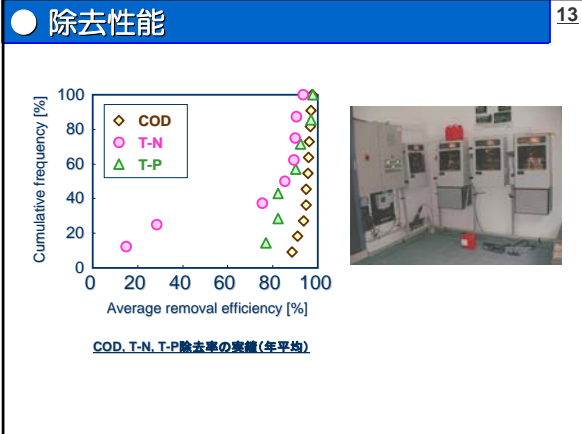 ● 除去性能
13
Cumulative frequency [%]
100
80
60
40
20
0
COD
T-N
T-P
0 20 40 60 80 100
Average removal efficiency [%]
COD, T-N, T-P除去率の実績(年平均)